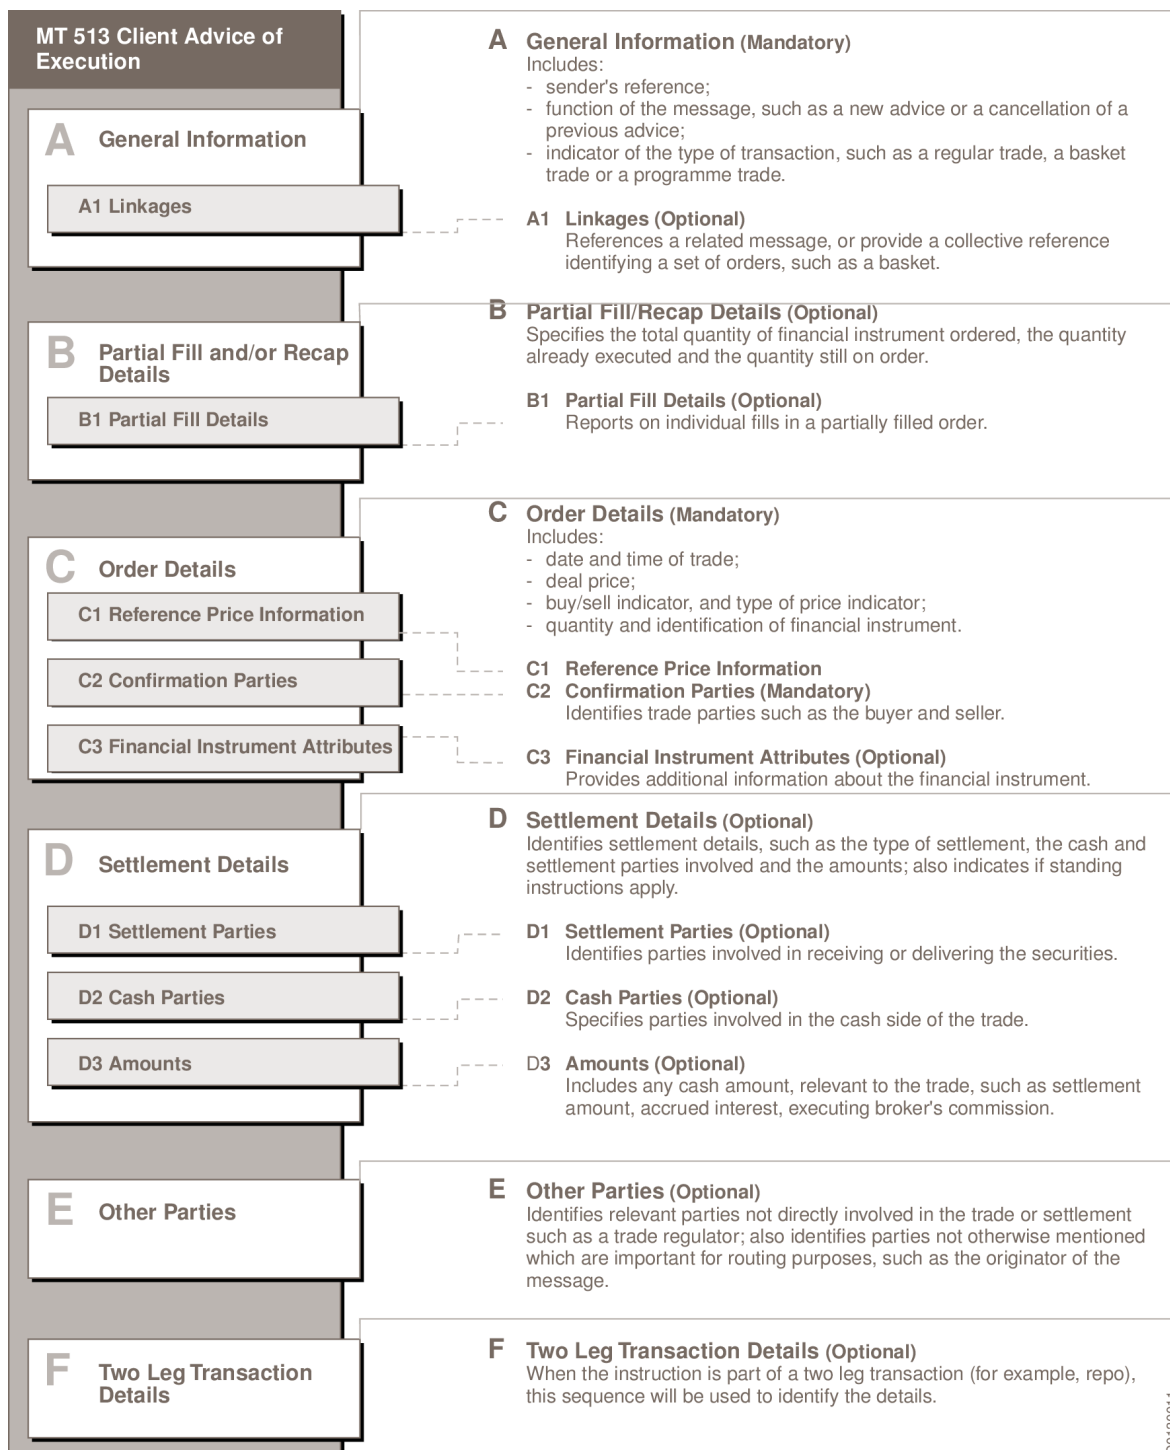 MT 513 Client Advice of
Execution
A General Information
A1 Linkages
B Partial Fill and/or Recap
Details
B1 Partial Fill Details
C Order Details
C1 Reference Price Information
C2 Confirmation Parties
C3 Financial Instrument Attributes
D Settlement Details
D1 Settlement Parties
D2 Cash Parties
D3 Amounts
E Other Parties
F Two Leg Transaction
Details
A General Information (Mandatory)
Includes:
- sender's reference;
- function of the message, such as a new advice or a cancellation of a
previous advice;
- indicator of the type of transaction, such as a regular trade, a basket
trade or a programme trade.
A1 Linkages (Optional)
References a related message, or provide a collective reference
identifying a set of orders, such as a basket.
B Partial Fill/Recap Details (Optional)
Specifies the total quantity of financial instrument ordered, the quantity
already executed and the quantity still on order.
B1 Partial Fill Details (Optional)
Reports on individual fills in a partially filled order.
C Order Details (Mandatory)
Includes:
- date and time of trade;
- deal price;
- buy/sell indicator, and type of price indicator;
- quantity and identification of financial instrument.
C1 Reference Price Information
C2 Confirmation Parties (Mandatory)
Identifies trade parties such as the buyer and seller.
C3 Financial Instrument Attributes (Optional)
Provides additional information about the financial instrument.
D Settlement Details (Optional)
Identifies settlement details, such as the type of settlement, the cash and
settlement parties involved and the amounts; also indicates if standing
instructions apply.
D1 Settlement Parties (Optional)
Identifies parties involved in receiving or delivering the securities.
D2 Cash Parties (Optional)
Specifies parties involved in the cash side of the trade.
D3 Amounts (Optional)
Includes any cash amount, relevant to the trade, such as settlement
amount, accrued interest, executing broker's commission.
E Other Parties (Optional)
Identifies relevant parties not directly involved in the trade or settlement
such as a trade regulator; also identifies parties not otherwise mentioned
which are important for routing purposes, such as the originator of the
message.
F Two Leg Transaction Details (Optional)
When the instruction is part of a two leg transaction (for example, repo),
this sequence will be used to identify the details.